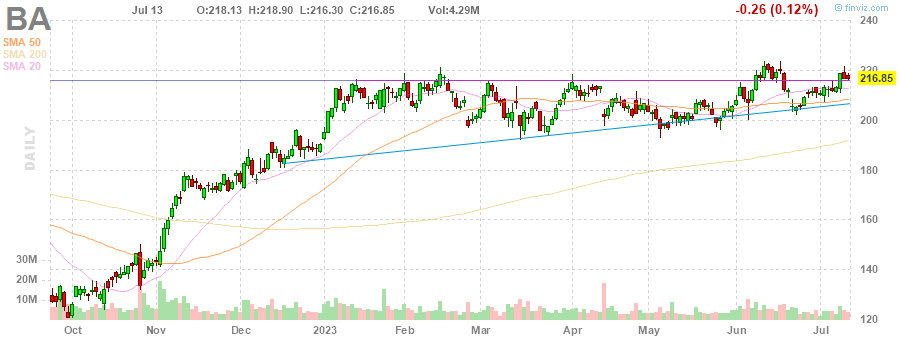 BA Jul 13 O:218.13 H:218.90 L:216.30 C:216.85 Vol:4.29M -0.26 (0.12%) © finviz.com
SMA 50
SMA 200
SMA 20
DAILY
240
220
216.85
200
180
160
140
120
30M
20M
10M
Oct Nov Dec 2023 Feb Mar Apr May Jun Jul